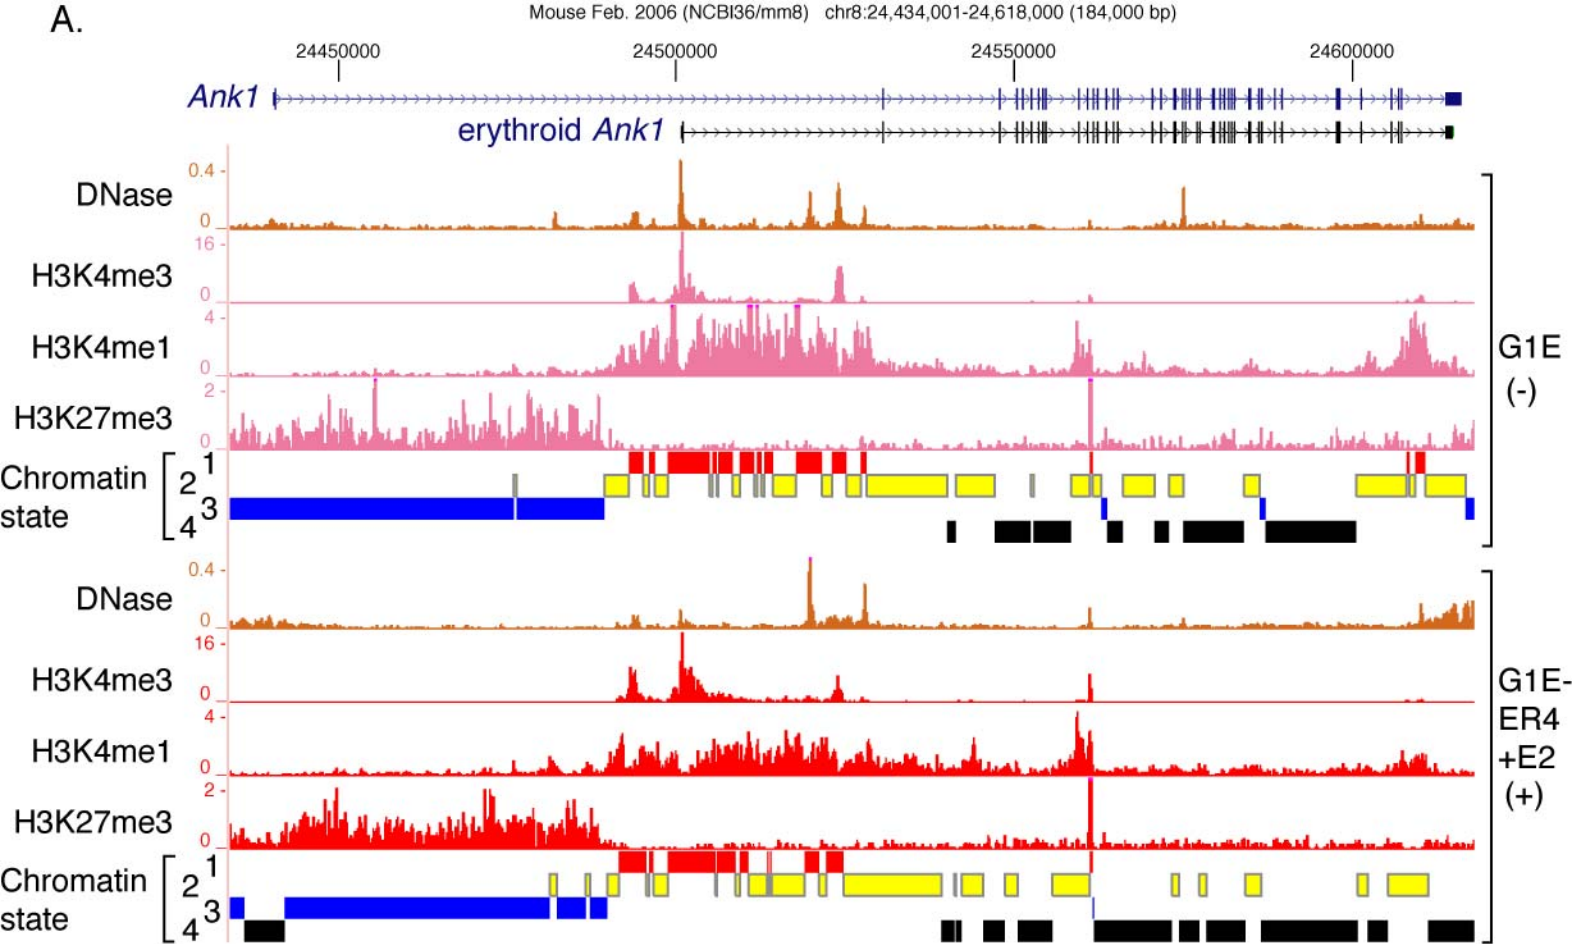 A.
Mouse Feb. 2006 (NCBI36/mm8) chr8:24,434,001-24,618,000 (184,000 bp)
24450000 24500000 24550000 24600000
Ank1
erythroid Ank1
DNase 0.4 - 0
H3K4me3 16 - 0
H3K4me1 4 - 0
H3K27me3 2 - 0
G1E
(-)
Chromatin
state
1
2
3
4
DNase 0.4 - 0
H3K4me3 16 - 0
H3K4me1 4 - 0
H3K27me3 2 - 0
G1E-
ER4
+E2
(+)
Chromatin
state
1
2
3
4